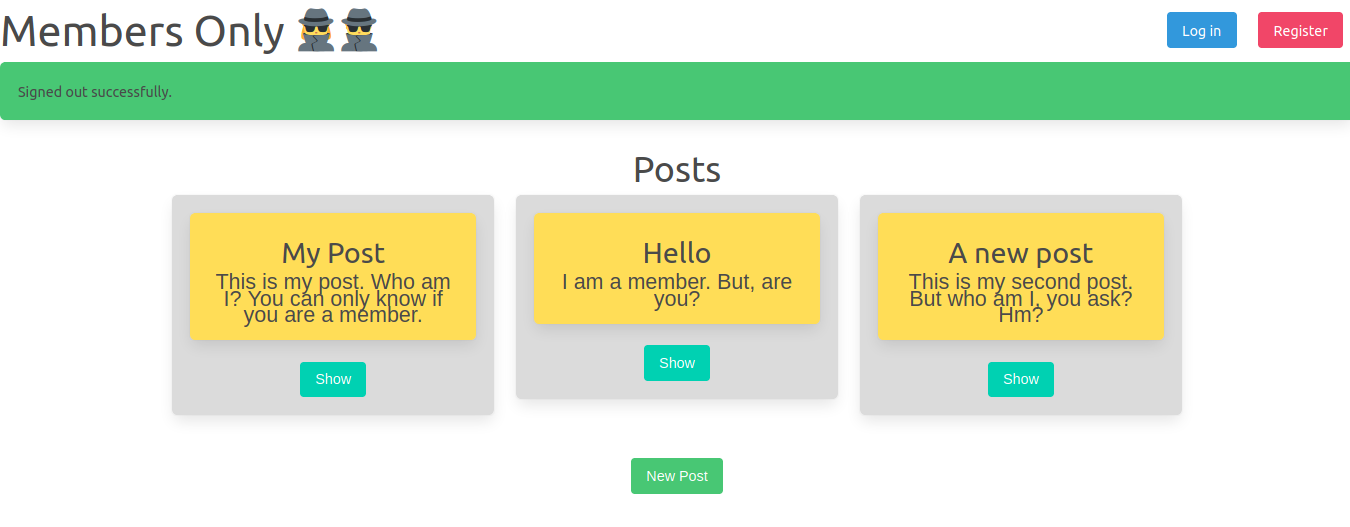 Members Only 🕵️🕵️
Log in
Register
Signed out successfully.
Posts
My Post
This is my post. Who am
I? You can only know if
you are a member.
Show
Hello
I am a member. But, are
you?
Show
A new post
This is my second post.
But who am I, you ask?
Hm?
Show
New Post